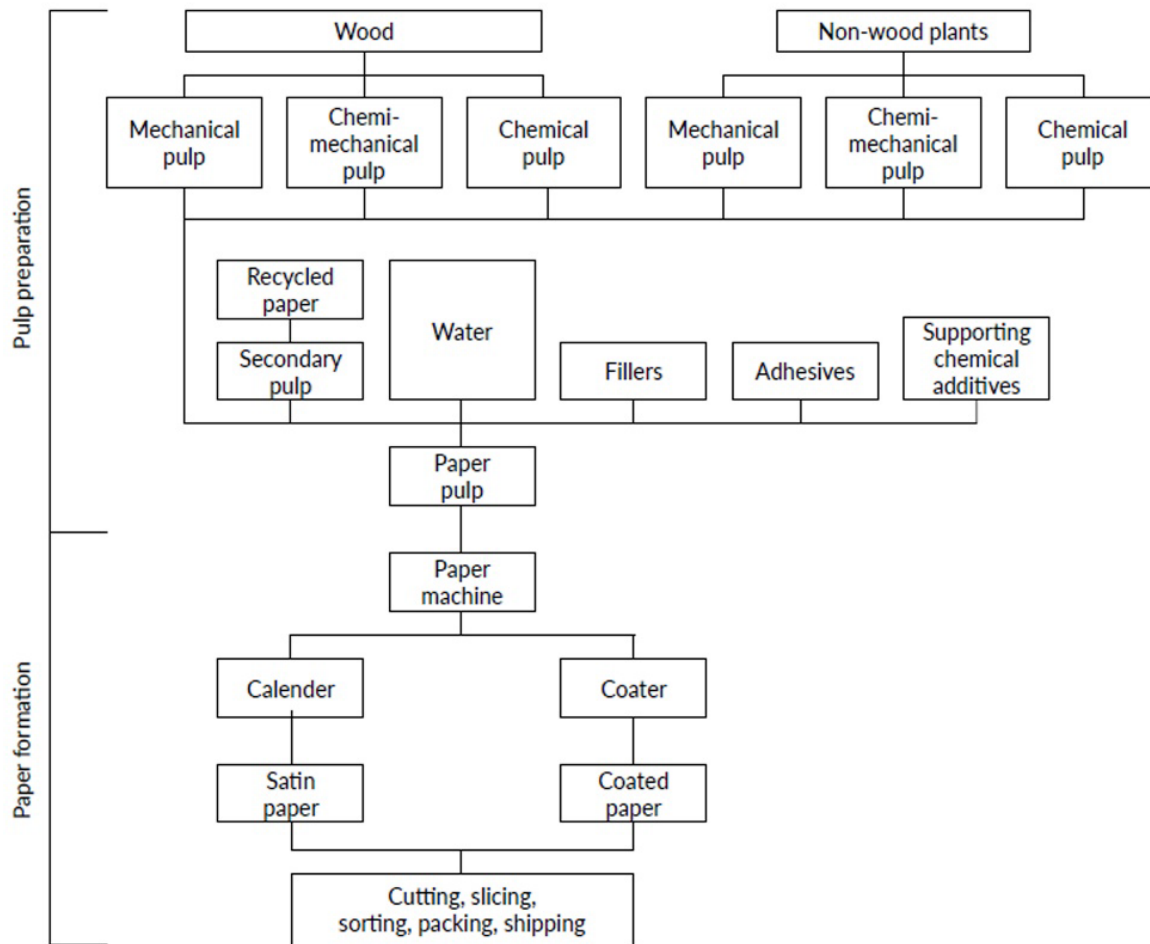 Wood
Non-wood plants
Mechanical
pulp
Chemi-
mechanical
pulp
Chemical
pulp
Mechanical
pulp
Chemi-
mechanical
pulp
Chemical
pulp
Pulp preparation
Recycled
paper
Secondary
pulp
Water
Fillers
Adhesives
Supporting
chemical
additives
Paper
pulp
Paper formation
Paper
machine
Calender
Coater
Satin
paper
Coated
paper
Cutting, slicing,
sorting, packing, shipping